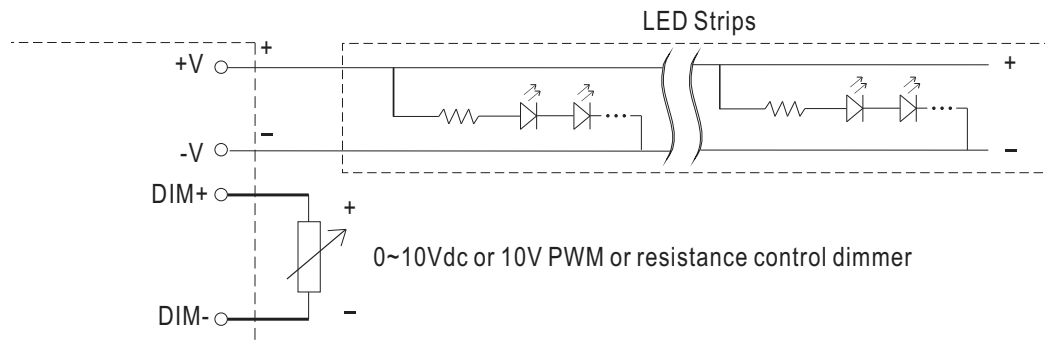 LED Strips
+
+V
+
−
-V
−
DIM+
+
0~10Vdc or 10V PWM or resistance control dimmer
DIM-
−